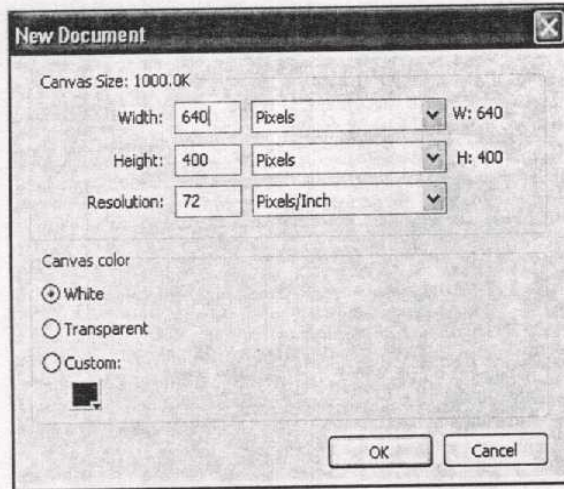 New Document
Canvas Size: 1000.0K
Width: 640 Pixels W: 640
Height: 400 Pixels H: 400
Resolution: 72 Pixels/Inch
Canvas color
White
Transparent
Custom:
OK Cancel